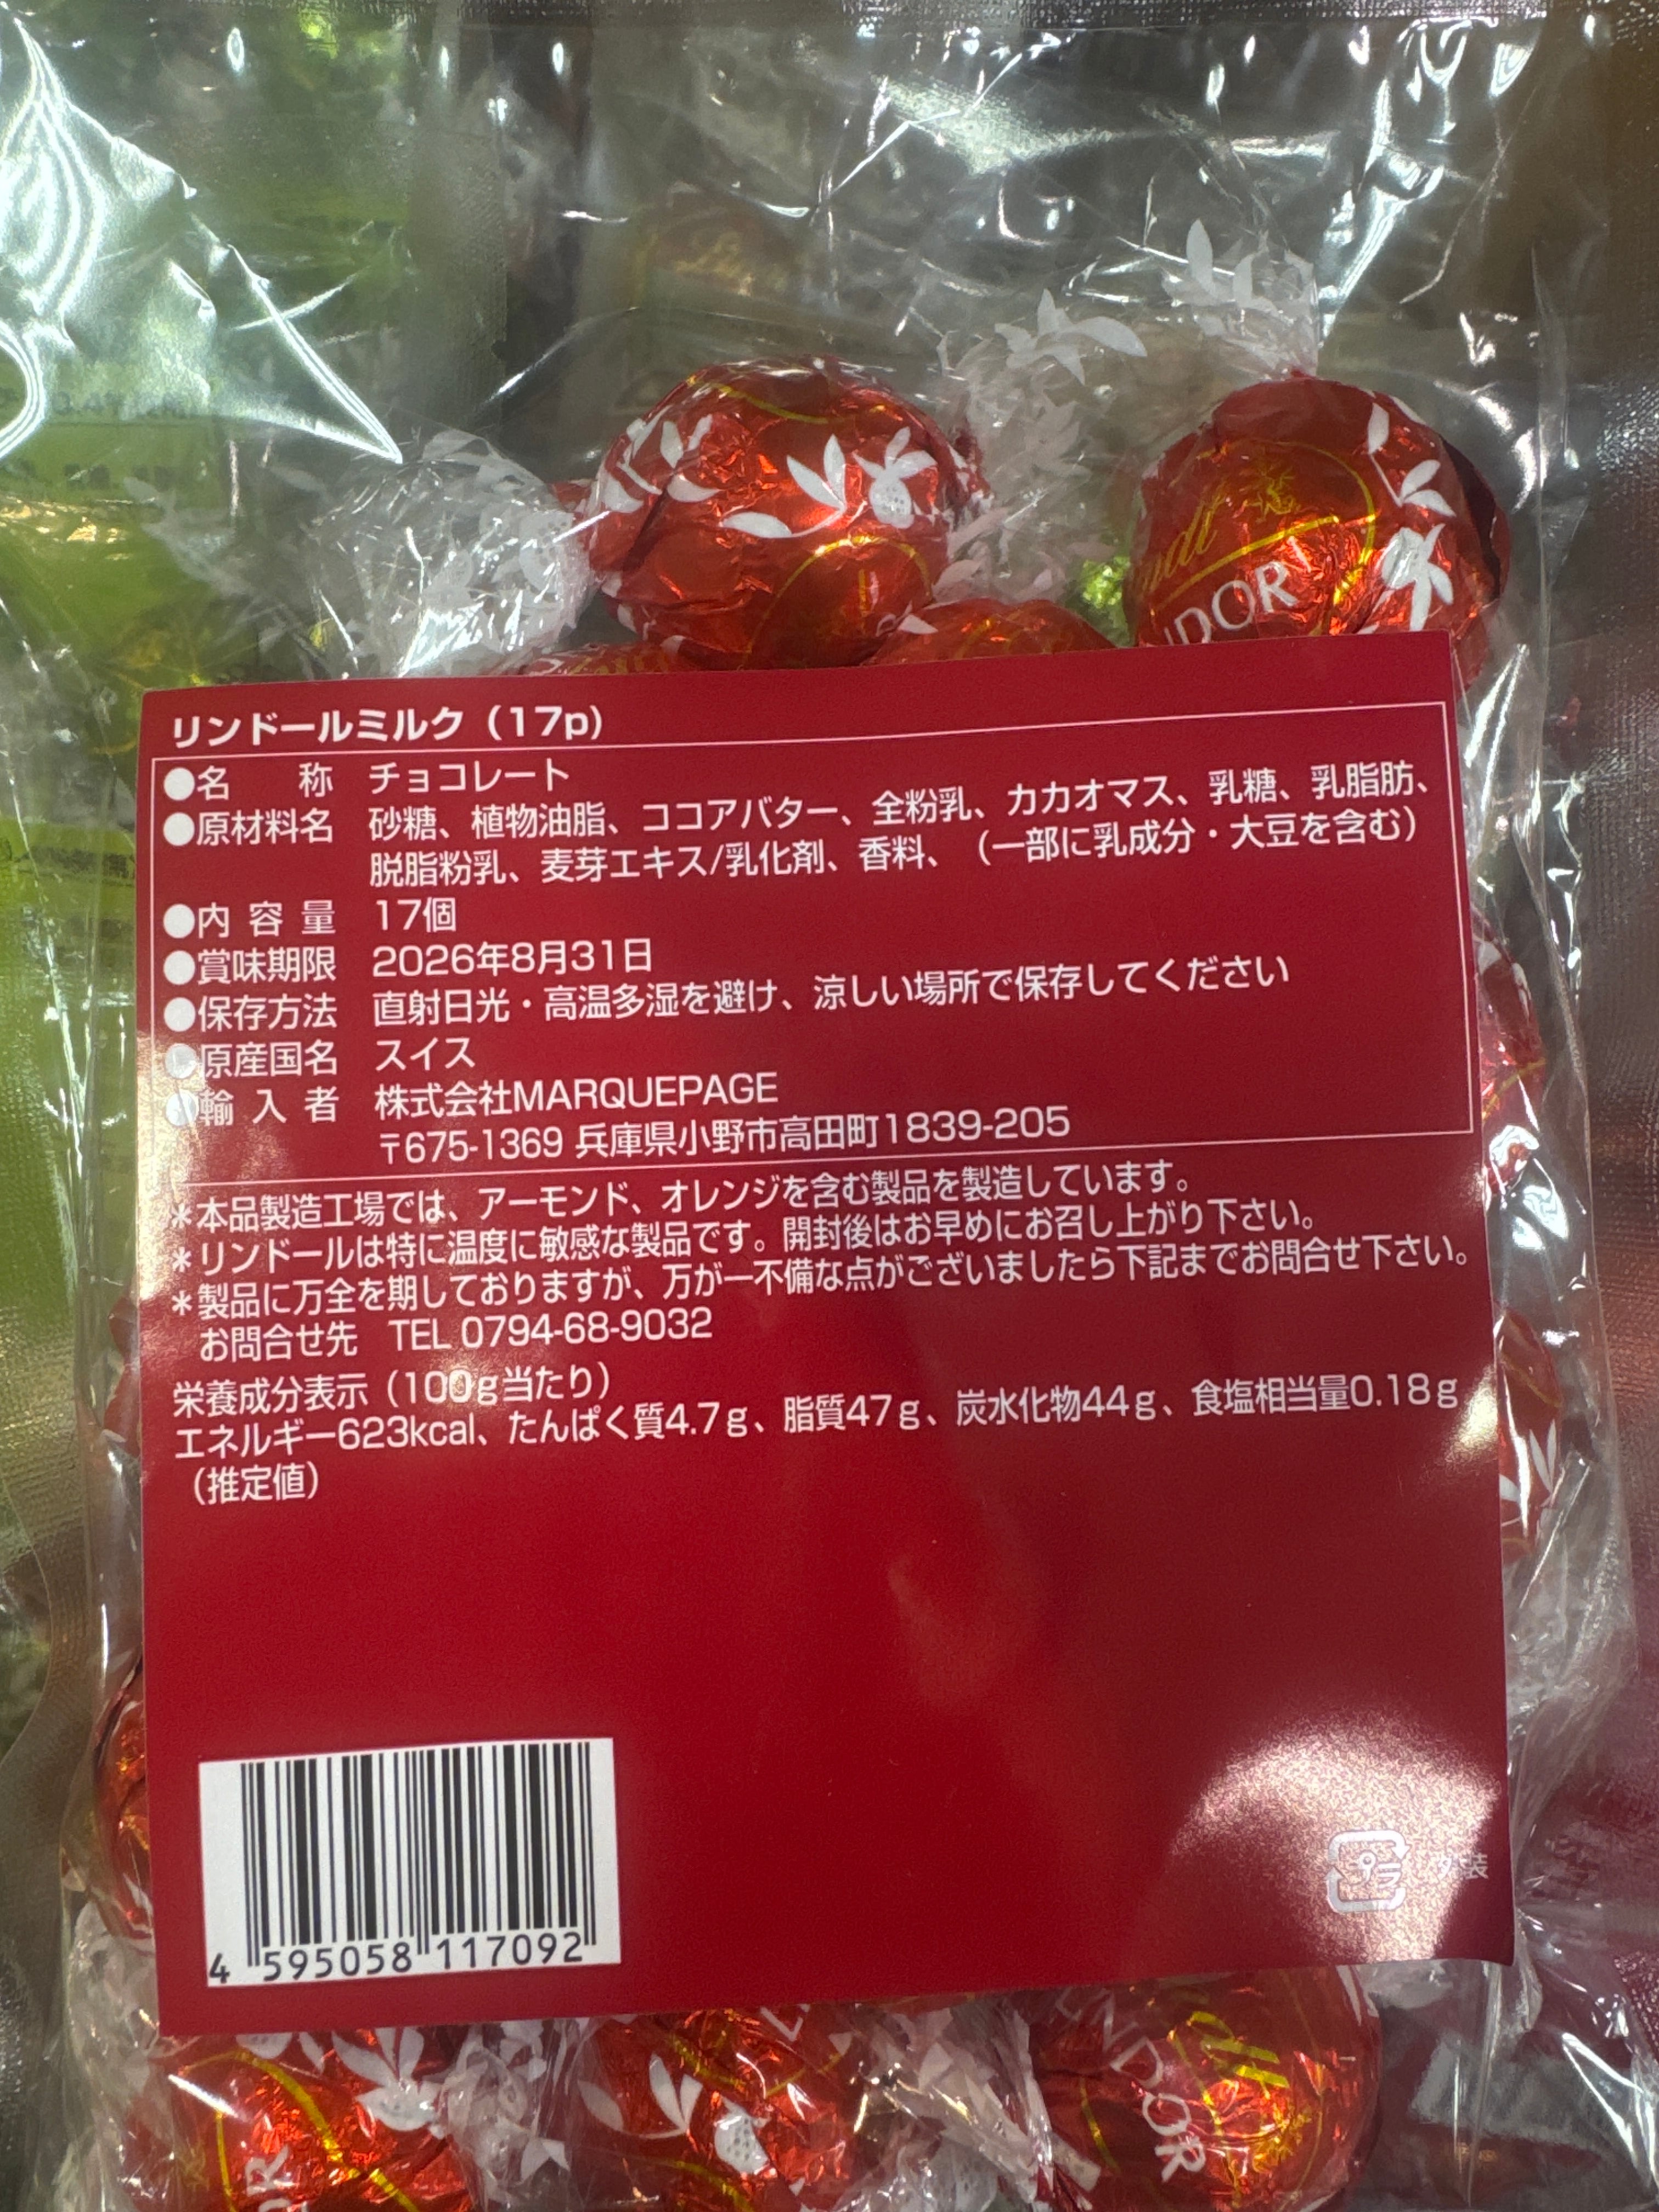 Lindt
NDOR
リンドールミルク（17p）
●名　　称　チョコレート
●原材料名　砂糖、植物油脂、ココアバター、全粉乳、カカオマス、乳糖、乳脂肪、
脱脂粉乳、麦芽エキス/乳化剤、香料、（一部に乳成分・大豆を含む）
●内 容 量　17個
●賞味期限　2026年8月31日
●保存方法　直射日光・高温多湿を避け、涼しい場所で保存してください
●原産国名　スイス
●輸 入 者　株式会社MARQUEPAGE
〒675-1369 兵庫県小野市高田町1839-205
＊本品製造工場では、アーモンド、オレンジを含む製品を製造しています。
＊リンドールは特に温度に敏感な製品です。開封後はお早めにお召し上がり下さい。
＊製品に万全を期しておりますが、万が一不備な点がございましたら下記までお問合せ下さい。
お問合せ先　TEL 0794-68-9032
栄養成分表示（100g当たり）
エネルギー623kcal、たんぱく質4.7g、脂質47g、炭水化物44g、食塩相当量0.18g
（推定値）
プラ
4 595058 117092
NDOR